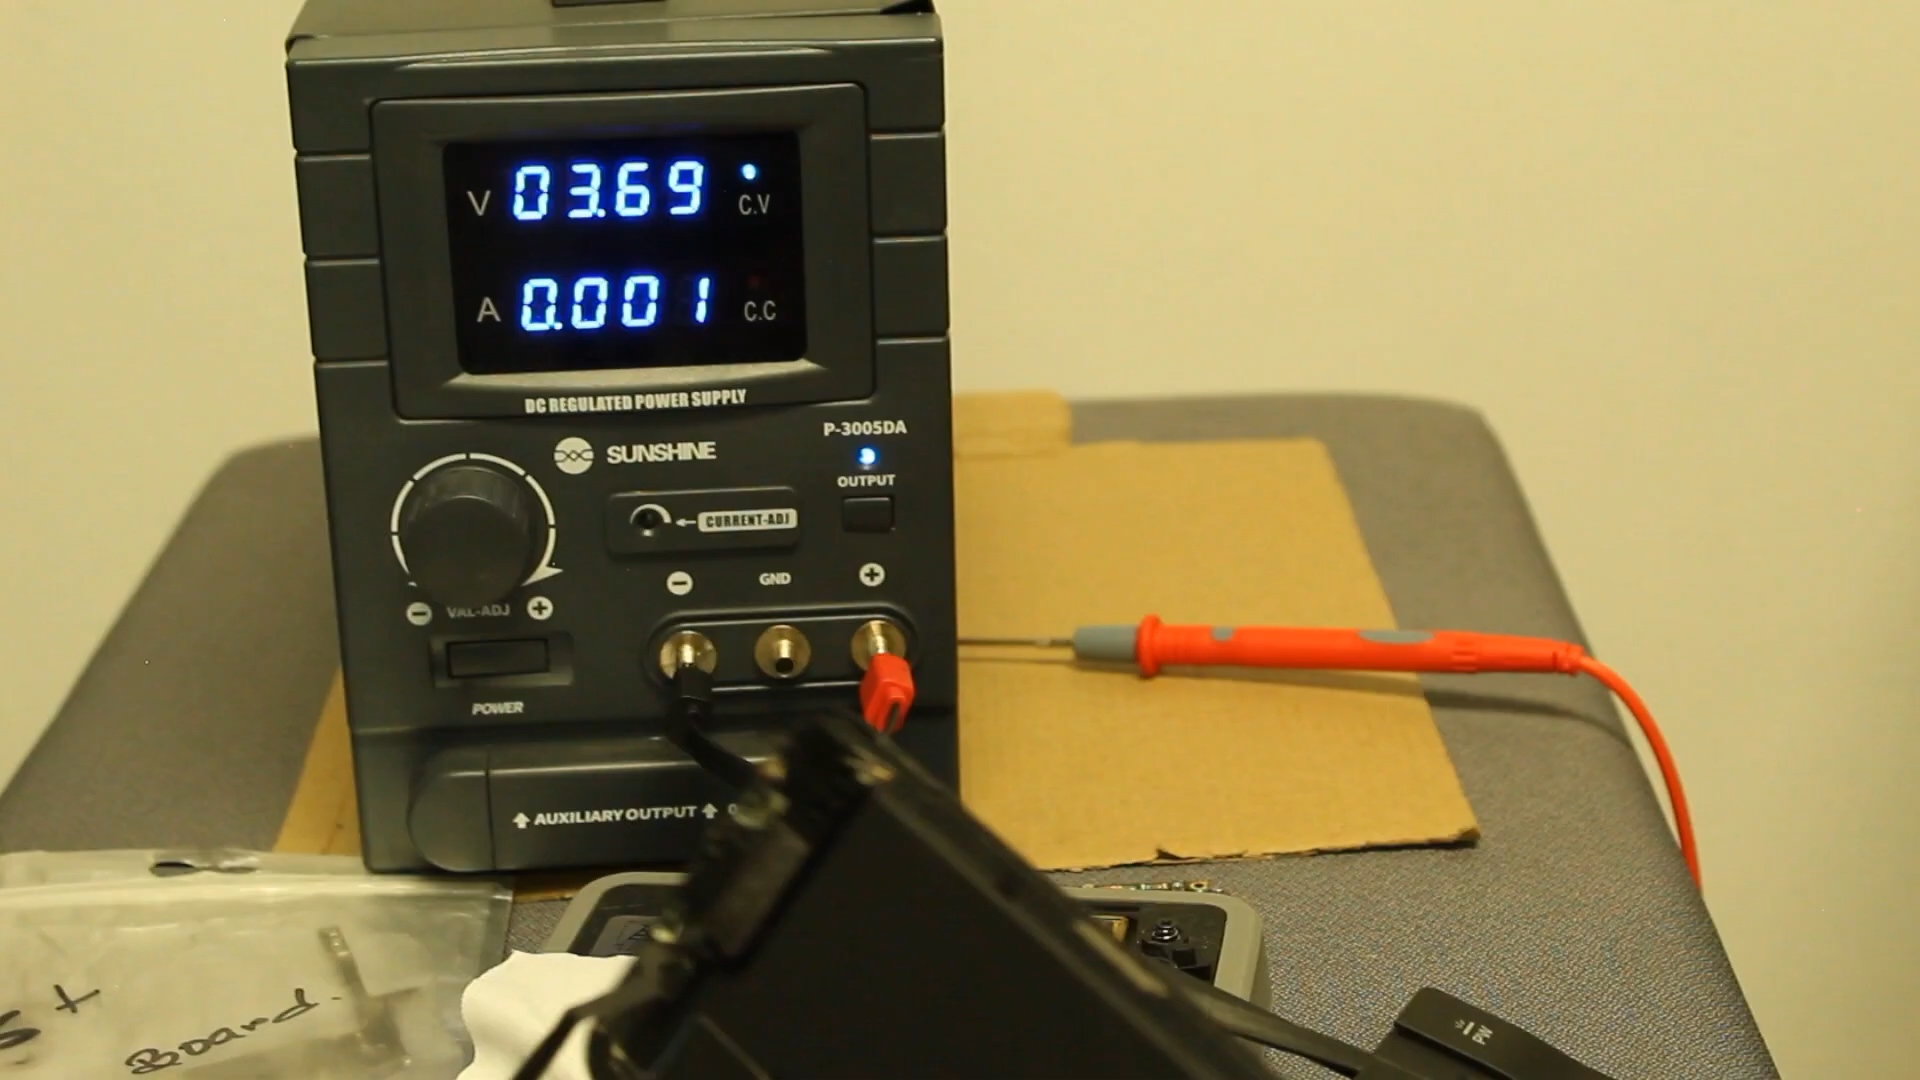 V 03.69 C.V
A 0.001 C.C
DC REGULATED POWER SUPPLY
SUNSHINE
P-3005DA
OUTPUT
CURRENT-ADJ
GND
VAL-ADJ
POWER
AUXILIARY OUTPUT
Board.